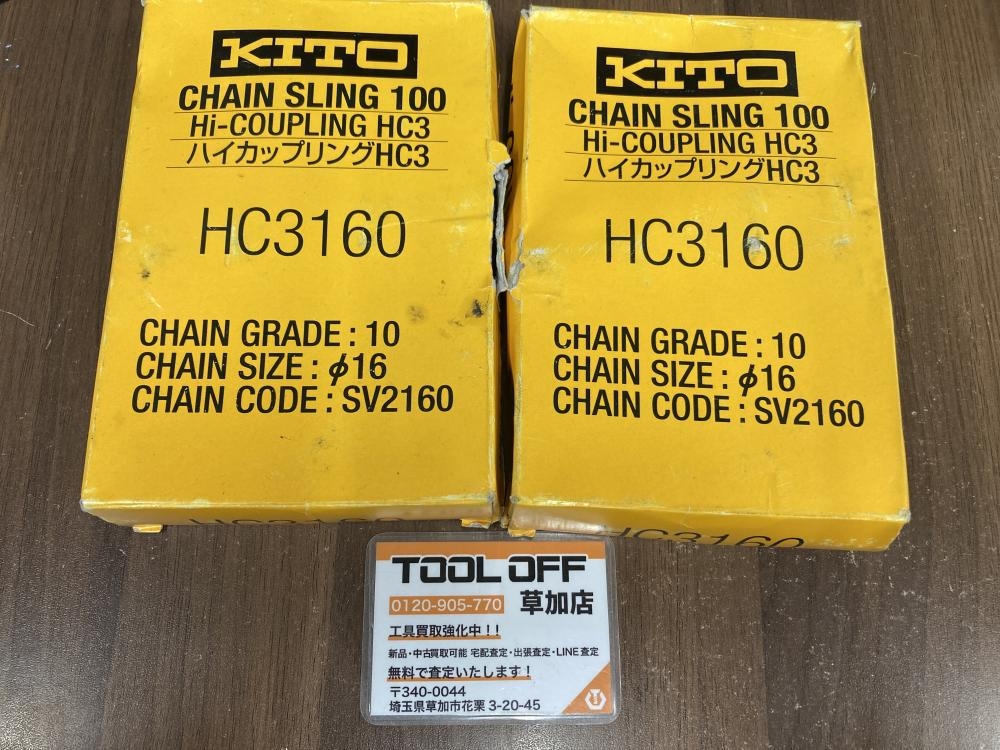 KITO
CHAIN SLING 100
Hi-COUPLING HC3
ハイカップリングHC3
HC3160
CHAIN GRADE : 10
CHAIN SIZE : φ16
CHAIN CODE : SV2160
HC3160
KITO
CHAIN SLING 100
Hi-COUPLING HC3
ハイカップリングHC3
HC3160
CHAIN GRADE : 10
CHAIN SIZE : φ16
CHAIN CODE : SV2160
HC3160
TOOL OFF
0120-905-770 草加店
工具買取強化中!!
新品・中古買取可能 宅配査定・出張査定・LINE査定
無料で査定いたします!
〒340-0044
埼玉県草加市花栗 3-20-45